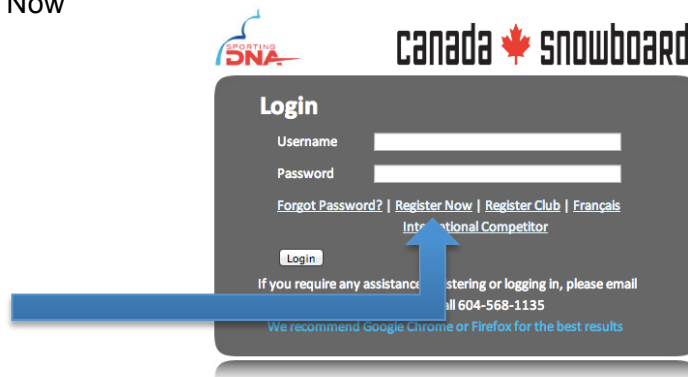 Now
SPORTING
DNA
canada snowboard
Login
Username
Password
Forgot Password? | Register Now | Register Club | Français
International Competitor
Login
If you require any assistance stering or logging in, please email
all 604-568-1135
We recommend Google Chrome or Firefox for the best results